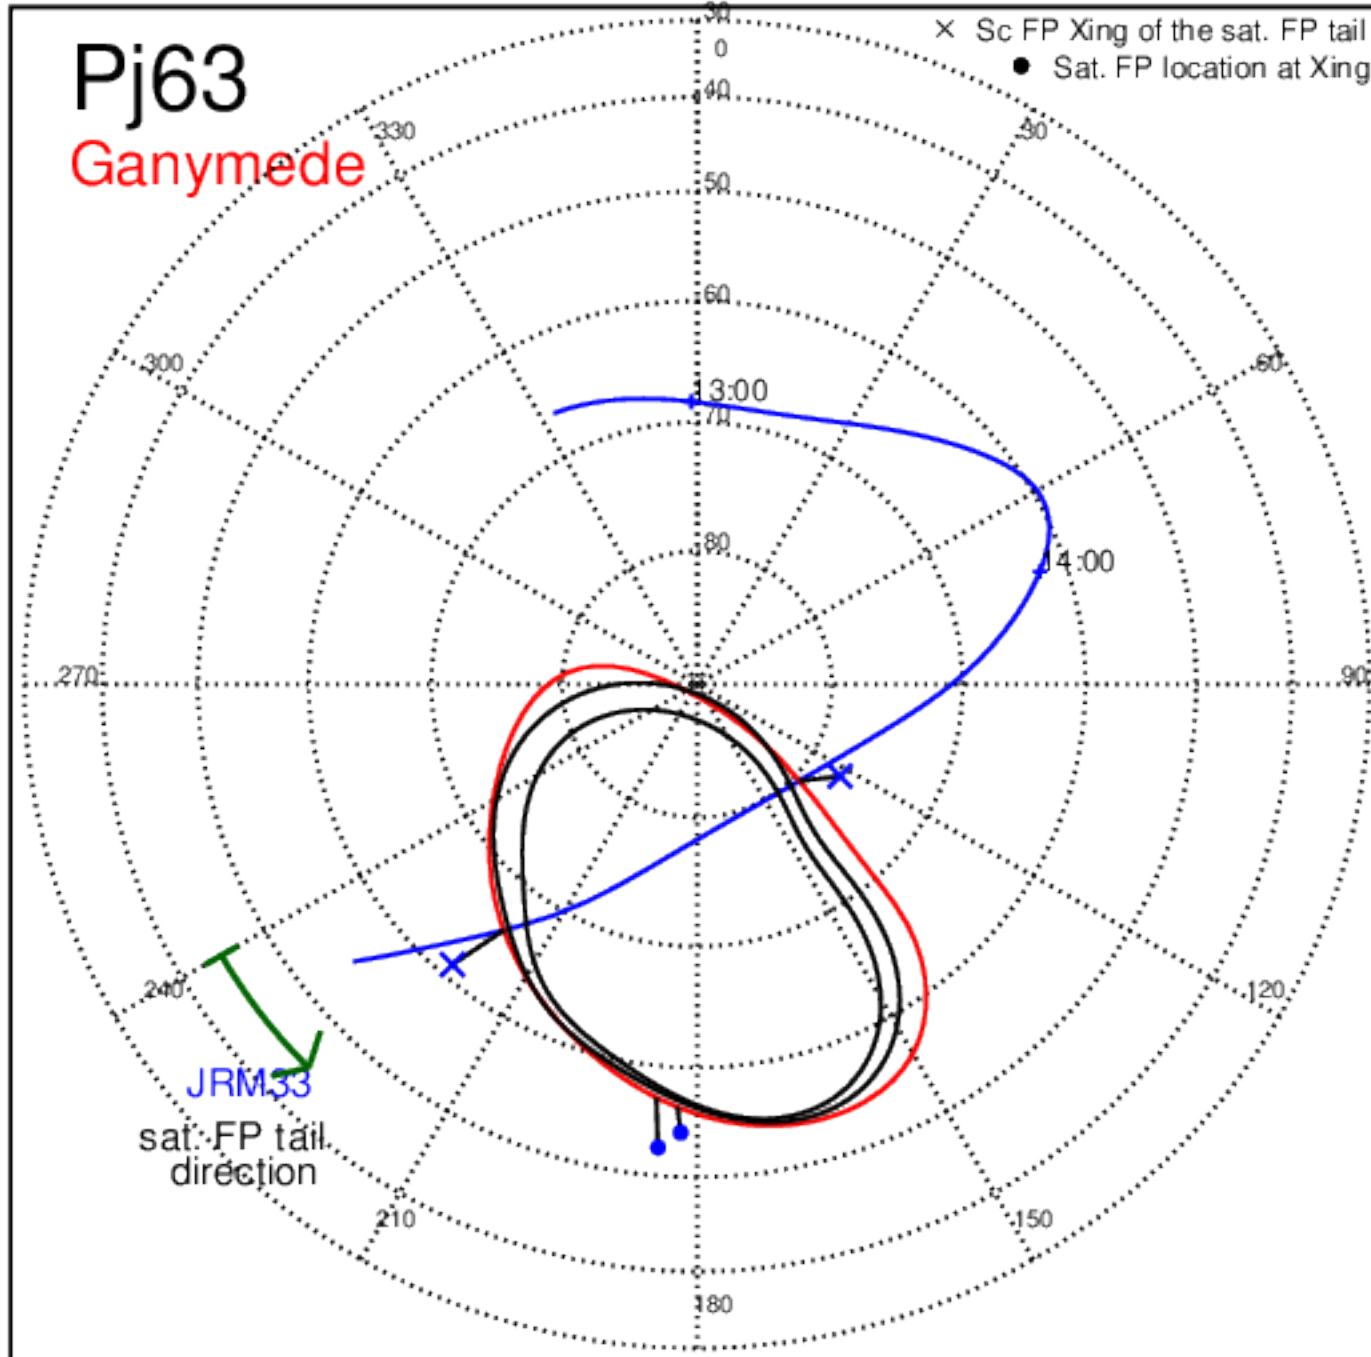 Pj63
Ganymede
× Sc FP Xing of the sat. FP tail
● Sat. FP location at Xing
30
0
40
50
60
70
80
330
30
300
60
13:00
14:00
270
90
240
120
JRM33
sat. FP tail
direction
210
150
180